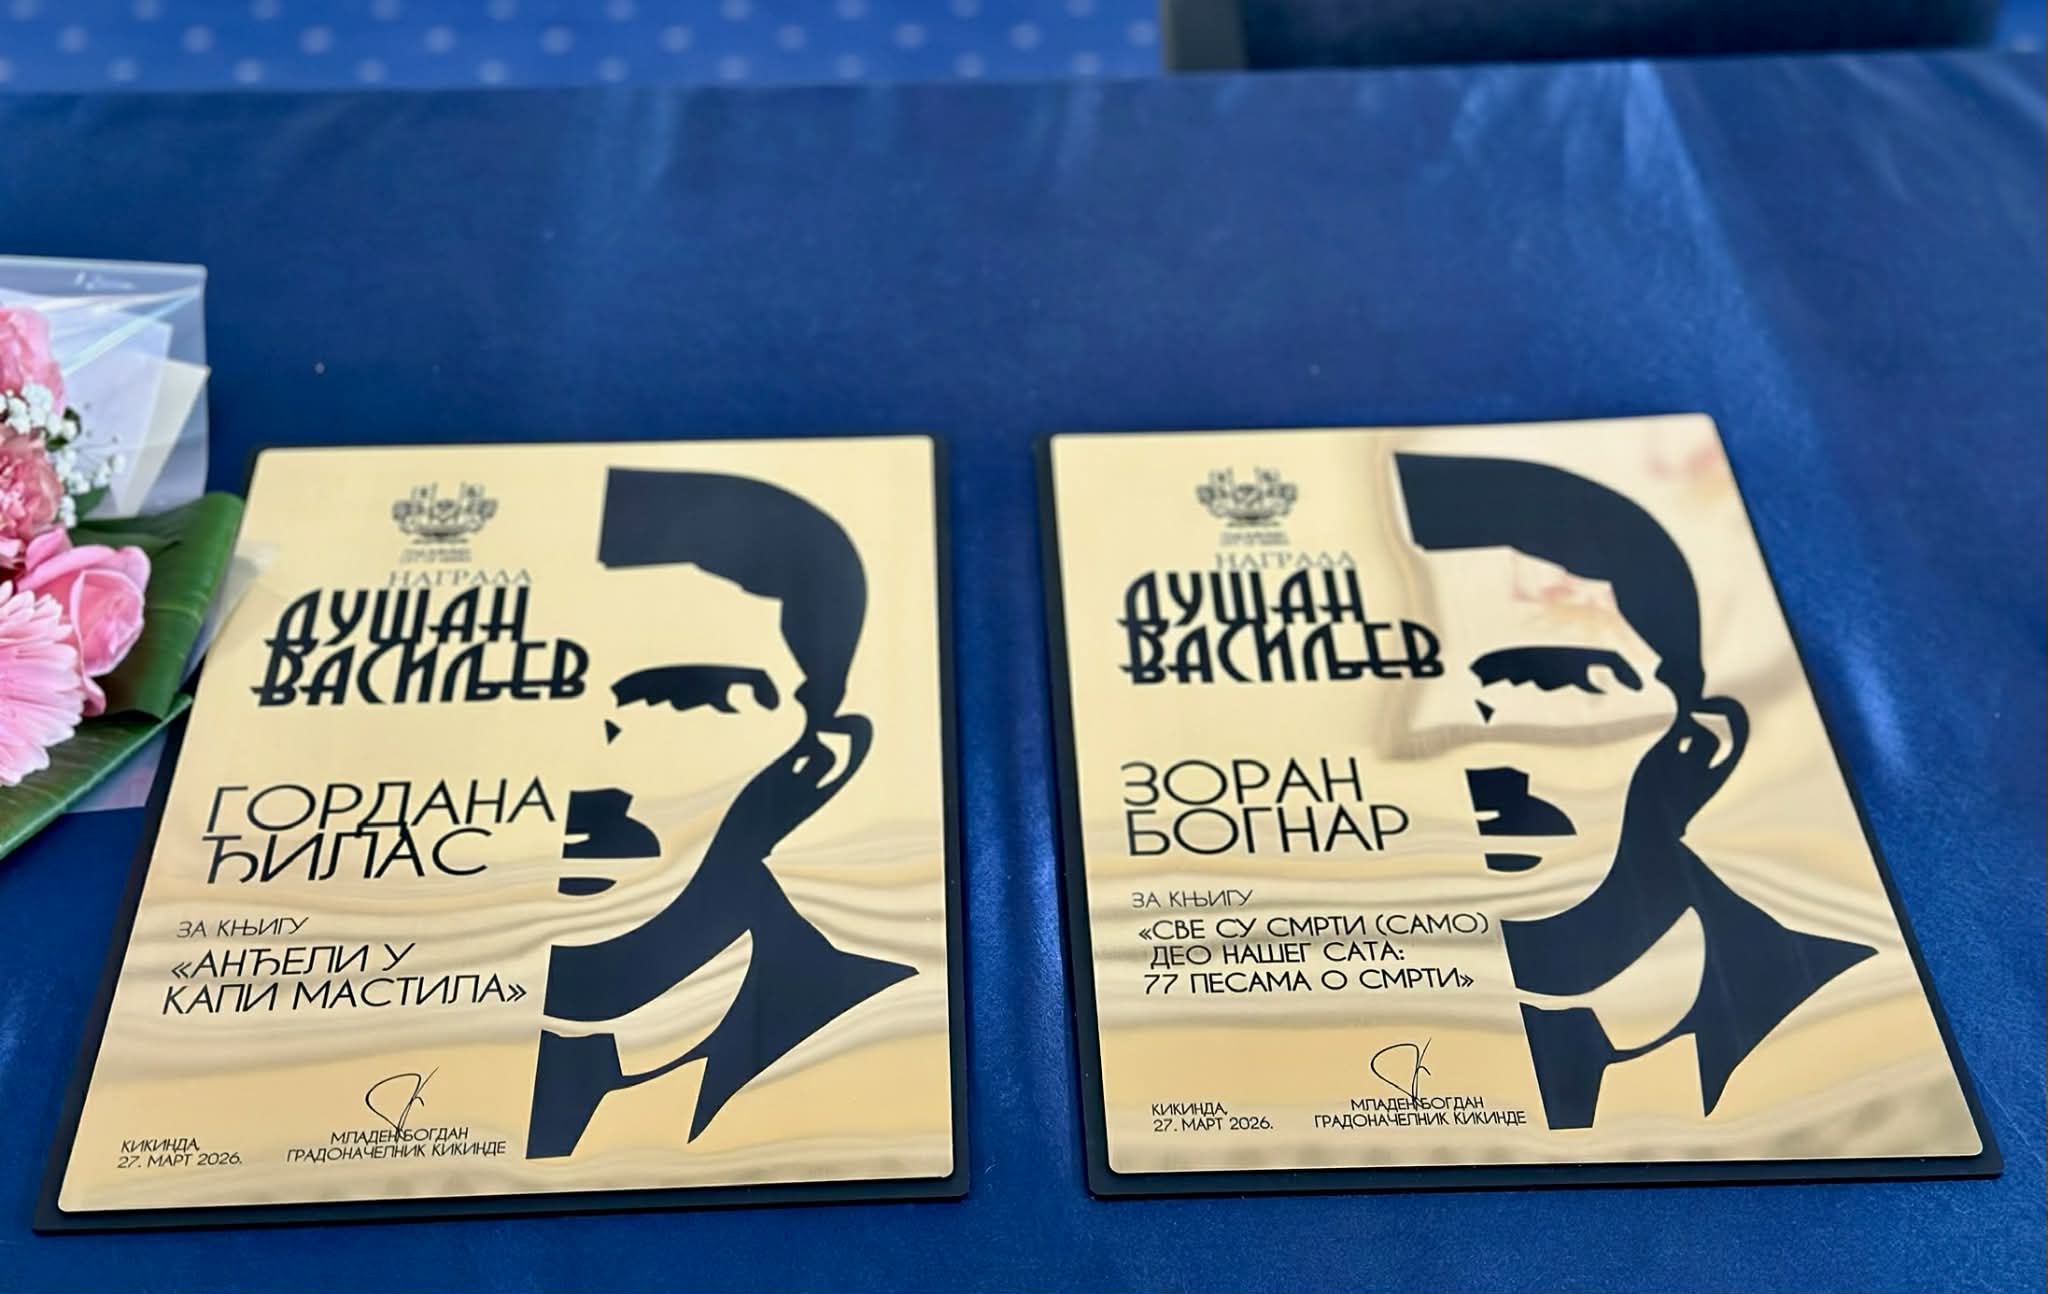 НАГРАДА
ДУШАН
ВАСИЉЕВ
ГОРДАНА
ЂИЛАС
ЗА КЊИГУ
«АНЂЕЛИ У
КАПИ МАСТИЛА»
КИКИНДА,
27. МАРТ 2026.
МЛАДЕН БОГДАН
ГРАДОНАЧЕЛНИК КИКИНДЕ
НАГРАДА
ДУШАН
ВАСИЉЕВ
ЗОРАН
БОГНАР
ЗА КЊИГУ
«СВЕ СУ СМРТИ (САМО)
ДЕО НАШЕГ САТА:
77 ПЕСАМА О СМРТИ»
КИКИНДА,
27. МАРТ 2026.
МЛАДЕН БОГДАН
ГРАДОНАЧЕЛНИК КИКИНДЕ